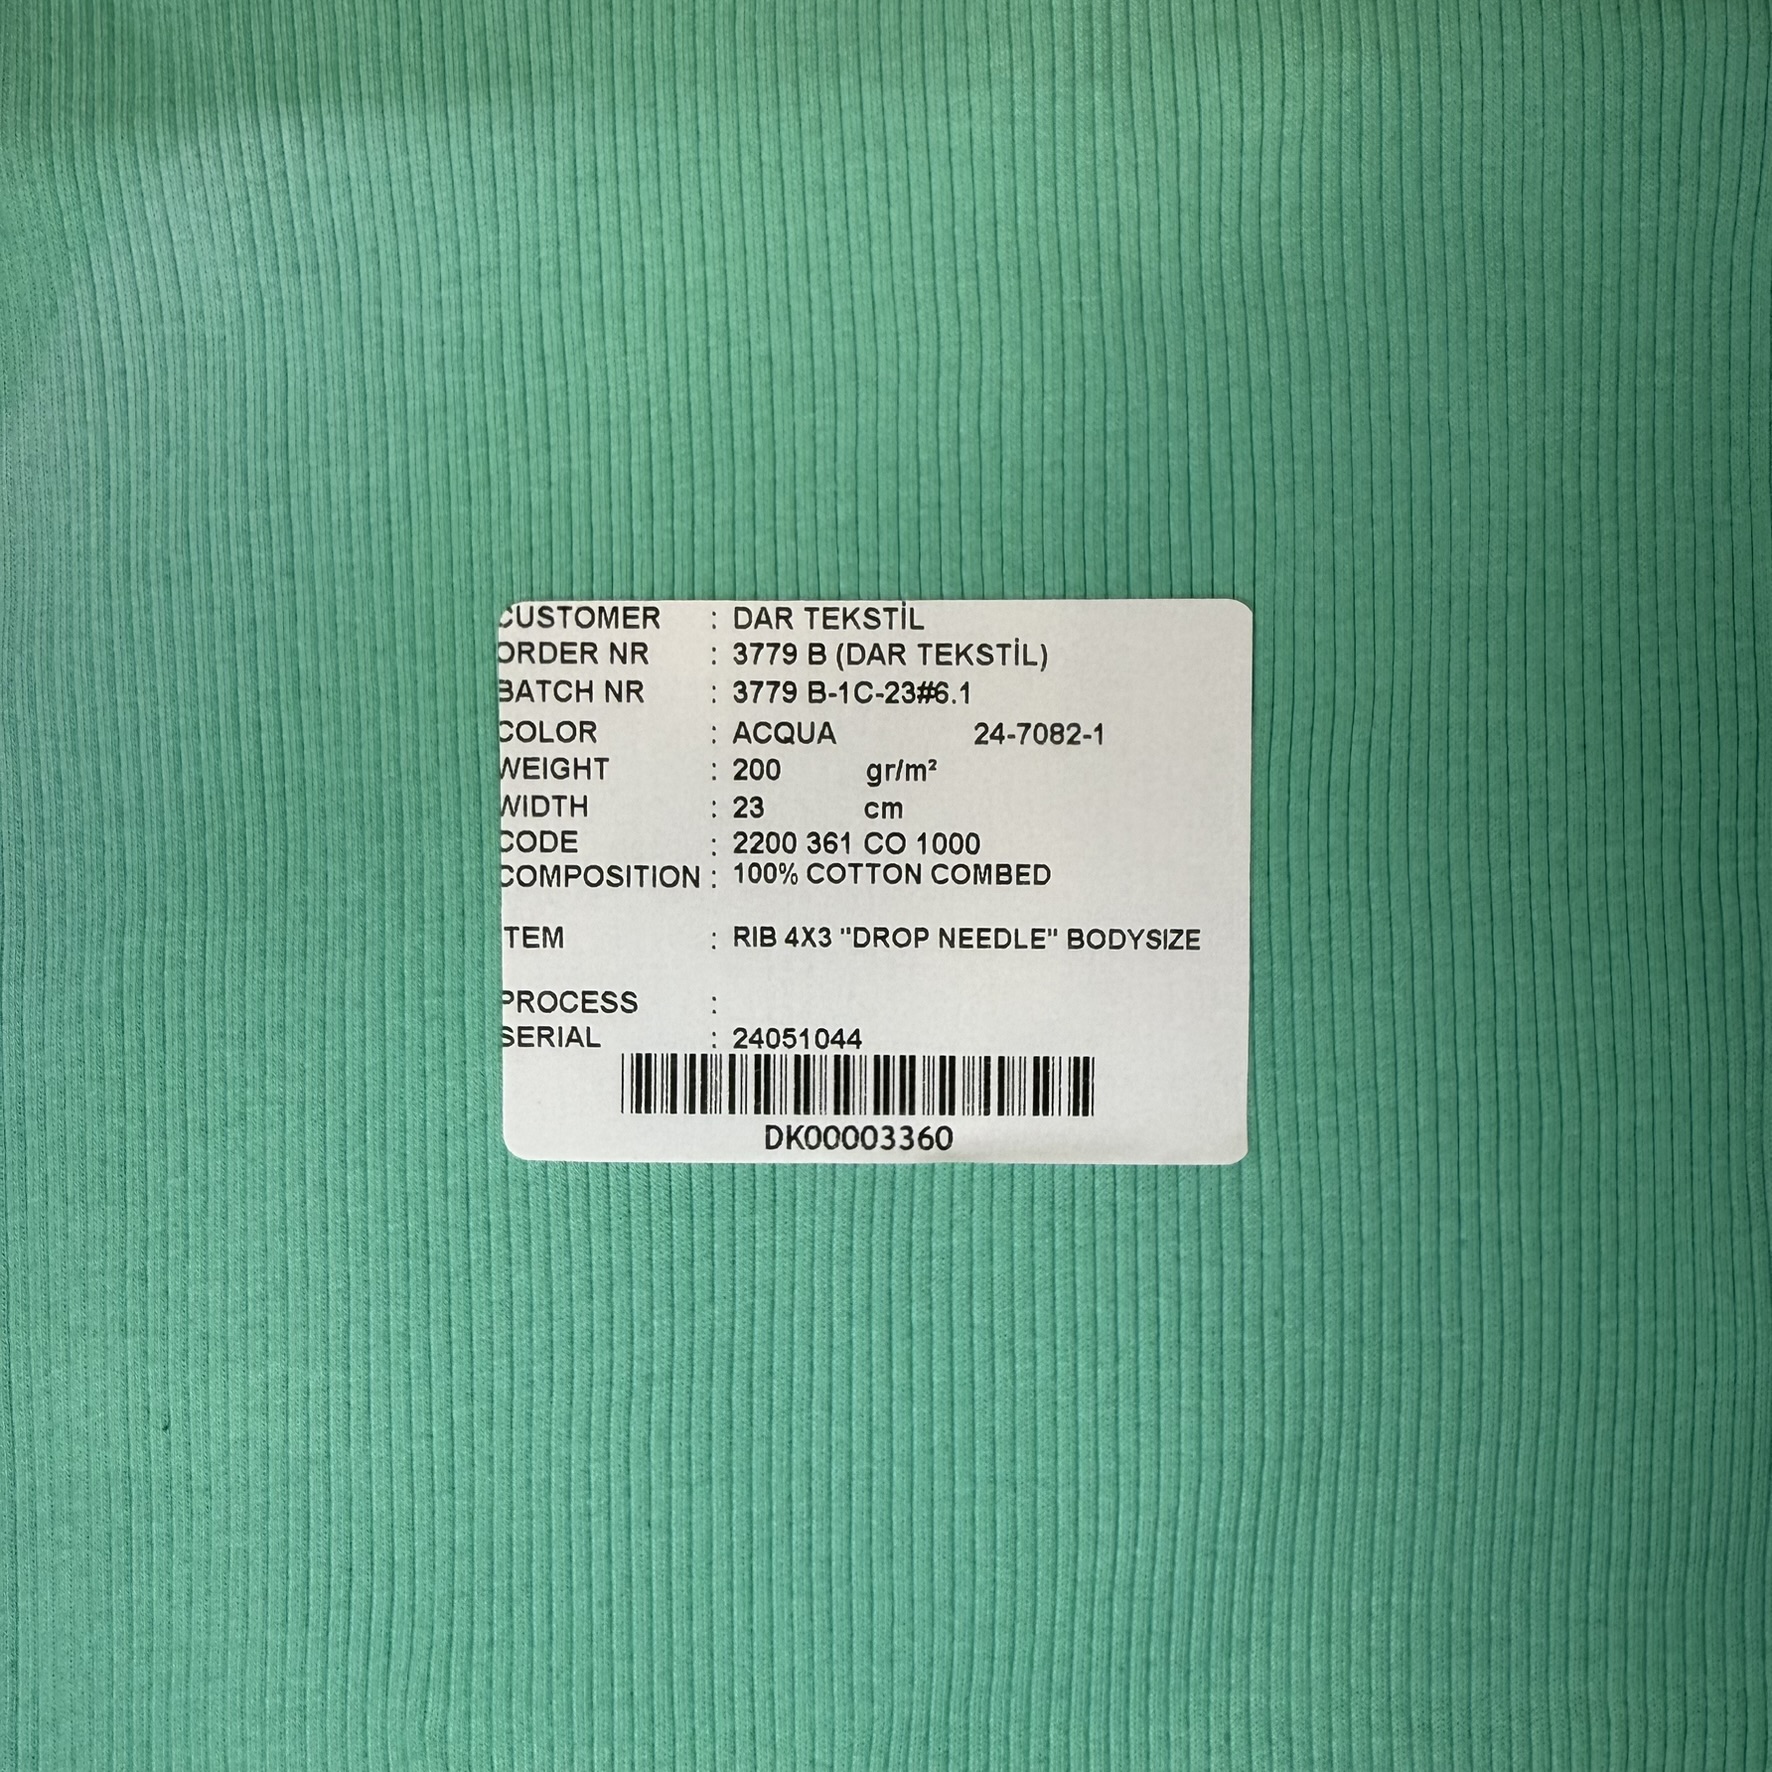 CUSTOMER : DAR TEKSTİL
ORDER NR : 3779 B (DAR TEKSTİL)
BATCH NR : 3779 B-1C-23#6.1
COLOR : ACQUA 24-7082-1
WEIGHT : 200 gr/m²
WIDTH : 23 cm
CODE : 2200 361 CO 1000
COMPOSITION : 100% COTTON COMBED
ITEM : RIB 4X3 "DROP NEEDLE" BODYSIZE
PROCESS :
SERIAL : 24051044
DK00003360